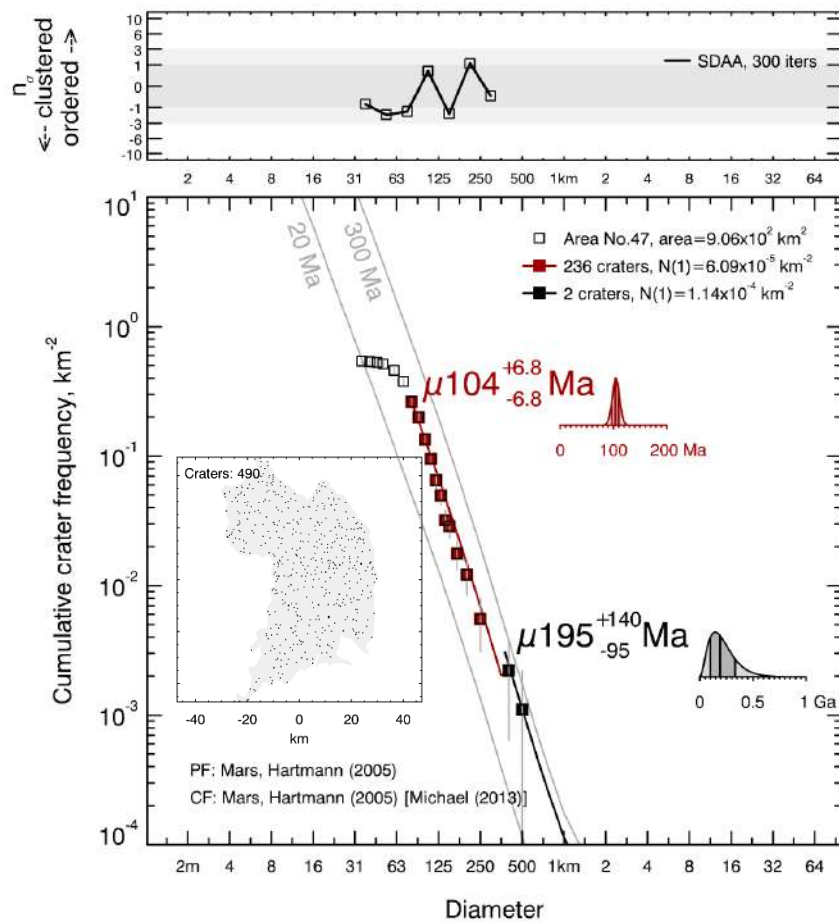 10
6
3
1
0
-1
-3
-6
-10
nσ
<-- clustered
ordered -->
SDAA, 300 iters
2 4 8 16 31 63 125 250 500 1km 2 4 8 16 32 64
10^1
10^0
10^-1
10^-2
10^-3
10^-4
Cumulative crater frequency, km^-2
20 Ma
300 Ma
Area No.47, area=9.06x10^2 km^2
236 craters, N(1)=6.09x10^-5 km^-2
2 craters, N(1)=1.14x10^-4 km^-2
μ104 +6.8 -6.8 Ma
0 100 200 Ma
Craters: 490
-40 -20 0 20 40
km
μ195 +140 -95 Ma
0 0.5 1 Ga
PF: Mars, Hartmann (2005)
CF: Mars, Hartmann (2005) [Michael (2013)]
2m 4 8 16 31 63 125 250 500 1km 2 4 8 16 32 64
Diameter